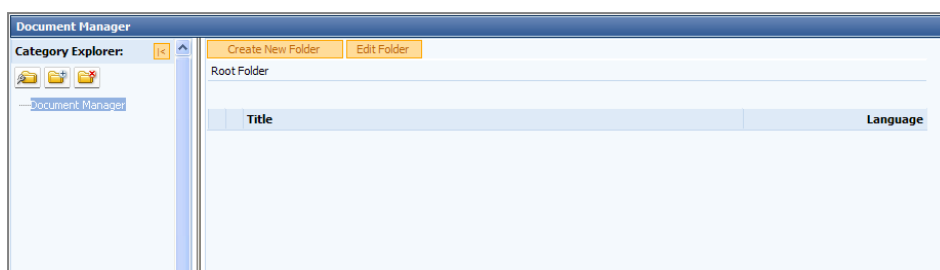 Document Manager
Category Explorer:
Document Manager
Create New Folder
Edit Folder
Root Folder
Title
Language